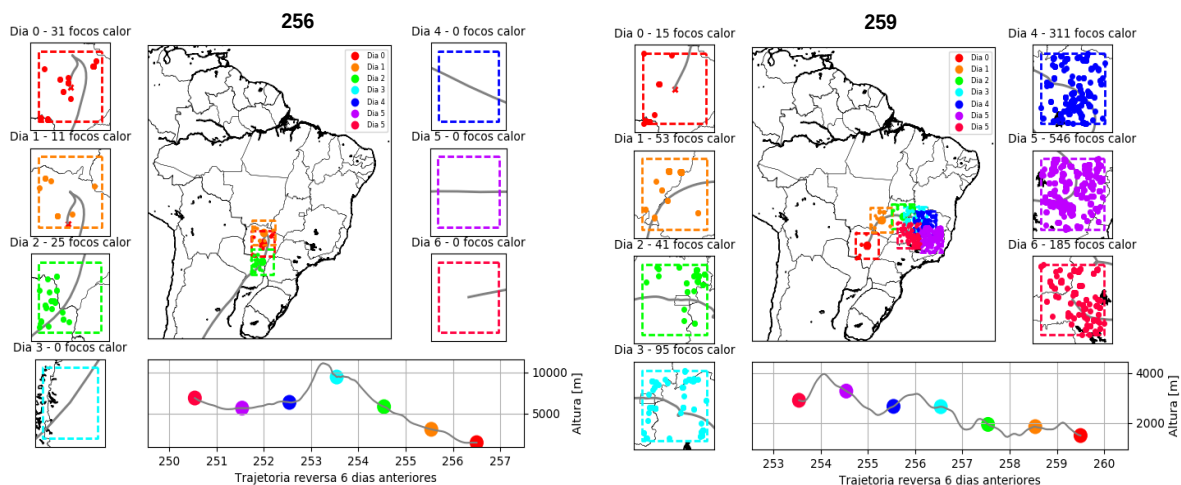 256
Dia 0 - 31 focos calor
Dia 4 - 0 focos calor
Dia 0
Dia 1
Dia 2
Dia 3
Dia 4
Dia 5
Dia 5
Dia 1 - 11 focos calor
Dia 5 - 0 focos calor
Dia 2 - 25 focos calor
Dia 6 - 0 focos calor
Dia 3 - 0 focos calor
10000
5000
Altura [m]
250 251 252 253 254 255 256 257
Trajetoria reversa 6 dias anteriores
259
Dia 0 - 15 focos calor
Dia 4 - 311 focos calor
Dia 0
Dia 1
Dia 2
Dia 3
Dia 4
Dia 5
Dia 5
Dia 1 - 53 focos calor
Dia 5 - 546 focos calor
Dia 2 - 41 focos calor
Dia 6 - 185 focos calor
Dia 3 - 95 focos calor
4000
2000
Altura [m]
253 254 255 256 257 258 259 260
Trajetoria reversa 6 dias anteriores